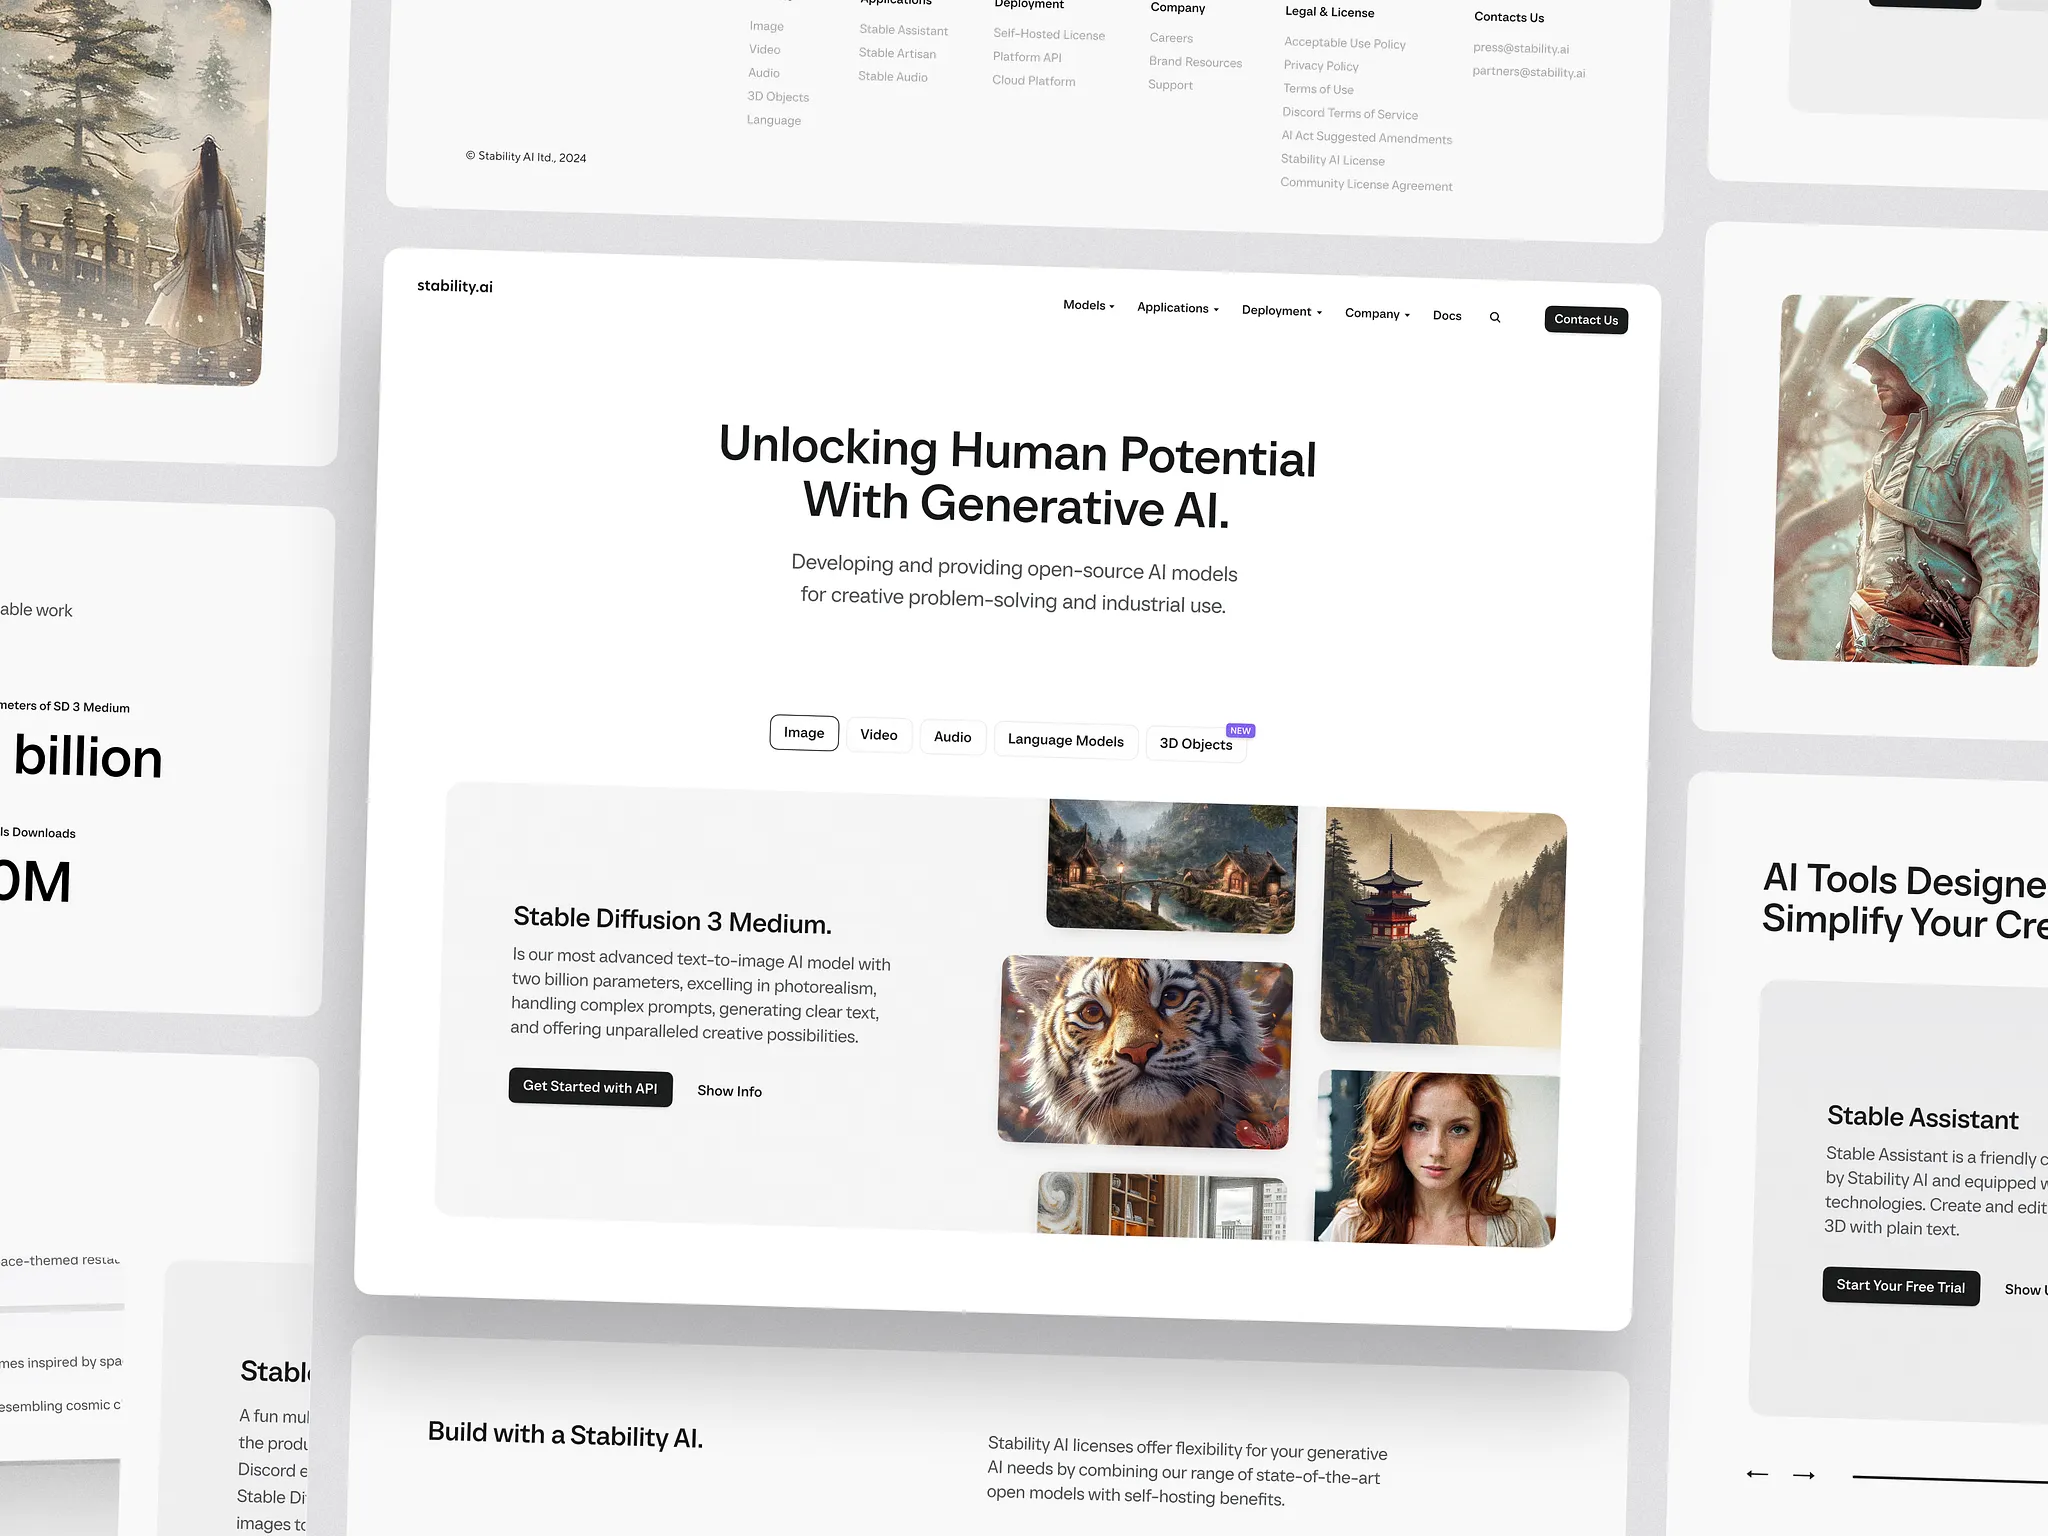 Applications
Deployment
Company
Legal & License
Contacts Us
Image
Video
Audio
3D Objects
Language
Stable Assistant
Stable Artisan
Stable Audio
Self-Hosted License
Platform API
Cloud Platform
Careers
Brand Resources
Support
Acceptable Use Policy
Privacy Policy
Terms of Use
Discord Terms of Service
AI Act Suggested Amendments
Stability AI License
Community License Agreement
press@stability.ai
partners@stability.ai
© Stability AI ltd., 2024
stability.ai
Models
Applications
Deployment
Company
Docs
Contact Us
Unlocking Human Potential
With Generative AI.
Developing and providing open-source AI models
for creative problem-solving and industrial use.
Image
Video
Audio
Language Models
3D Objects
NEW
Stable Diffusion 3 Medium.
Is our most advanced text-to-image AI model with
two billion parameters, excelling in photorealism,
handling complex prompts, generating clear text,
and offering unparalleled creative possibilities.
Get Started with API
Show Info
Build with a Stability AI.
Stability AI licenses offer flexibility for your generative
AI needs by combining our range of state-of-the-art
open models with self-hosting benefits.
able work
meters of SD 3 Medium
billion
ls Downloads
0M
ace-themed
mes inspired by spa
esembling cosmic c
Stabl
A fun mul
the produ
Discord e
Stable Di
images to
AI Tools Designe
Simplify Your Cre
Stable Assistant
Stable Assistant is a friendly c
by Stability AI and equipped w
technologies. Create and edit
3D with plain text.
Start Your Free Trial
Show